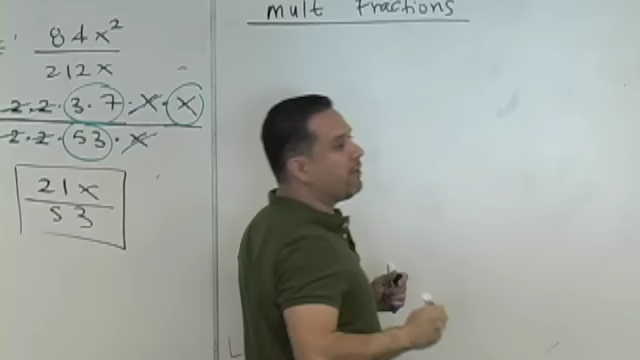 mult fractions
= 84x²
212x
2·2·3·7·x·x
2·2·53·x
21x
53